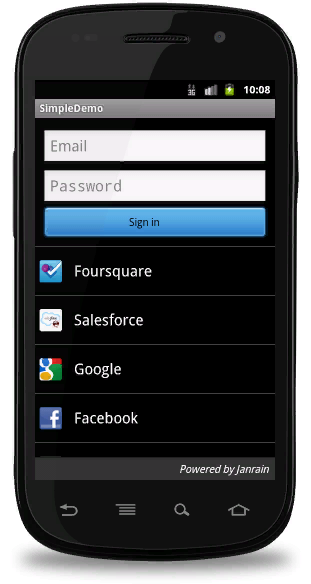 3G 10:08
SimpleDemo
Email
Password
Sign in
Foursquare
Salesforce
Google
Facebook
Powered by Janrain